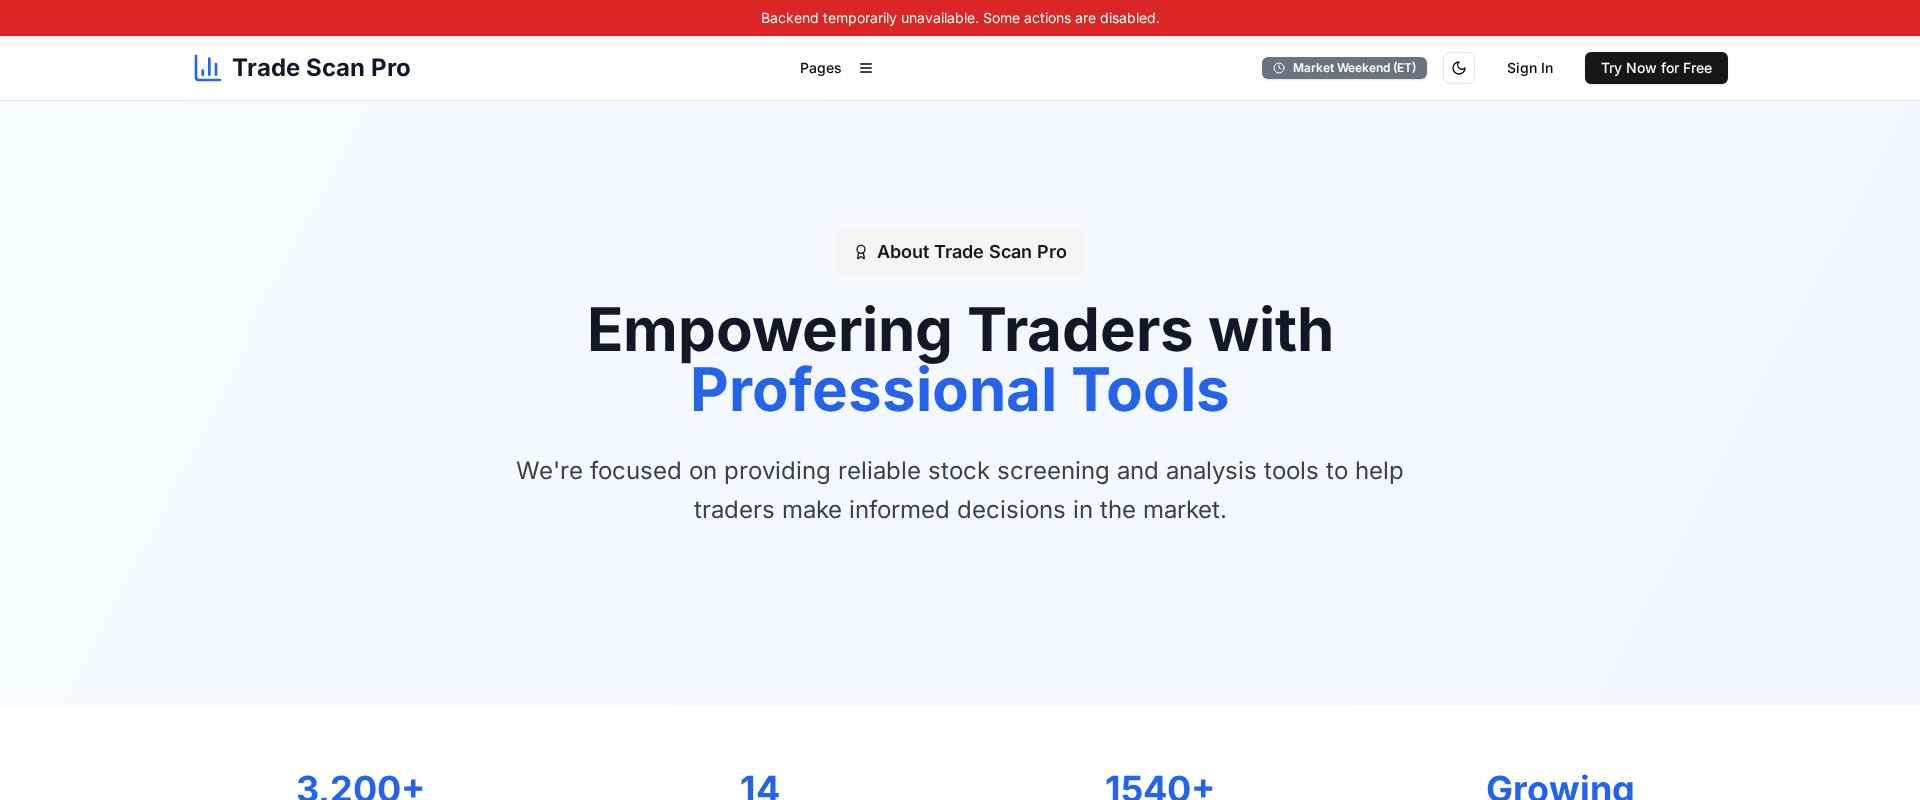 Backend temporarily unavailable. Some actions are disabled.
Trade Scan Pro
Pages
Market Weekend (ET)
Sign In
Try Now for Free
About Trade Scan Pro
Empowering Traders with
Professional Tools
We're focused on providing reliable stock screening and analysis tools to help
traders make informed decisions in the market.
3,200+
14
1540+
Growing